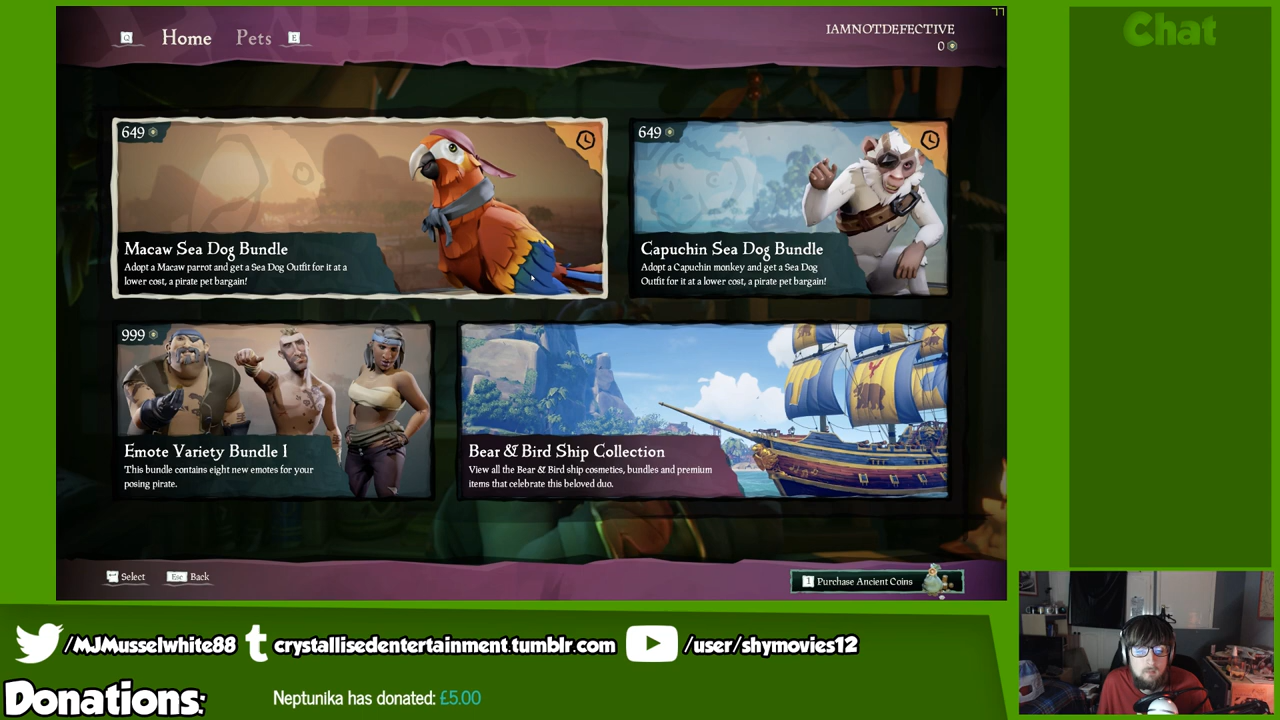 77
Q Home Pets E
IAMNOTDEFECTIVE
0
Chat
649
Macaw Sea Dog Bundle
Adopt a Macaw parrot and get a Sea Dog Outfit for it at a
lower cost, a pirate pet bargain!
649
Capuchin Sea Dog Bundle
Adopt a Capuchin monkey and get a Sea Dog
Outfit for it at a lower cost, a pirate pet bargain!
999
Emote Variety Bundle I
This bundle contains eight new emotes for your
posing pirate.
Bear & Bird Ship Collection
View all the Bear & Bird ship cosmetics, bundles and premium
items that celebrate this beloved duo.
Select Esc Back
1 Purchase Ancient Coins
/MJMusselwhite88 t crystallisedentertainment.tumblr.com /user/shymovies12
Donations:
Neptunika has donated: £5.00